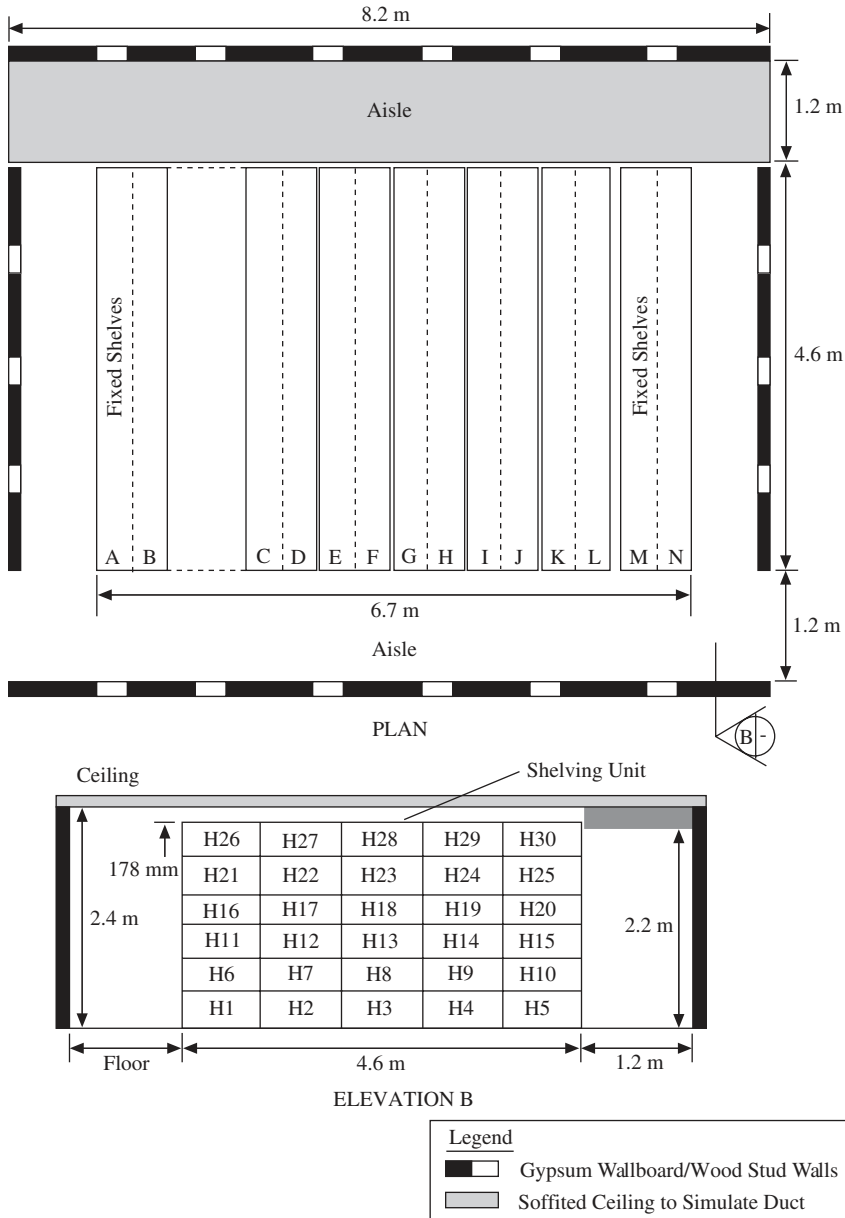 8.2 m
Aisle
1.2 m
Fixed Shelves
Fixed Shelves
4.6 m
A B C D E F G H I J K L M N
6.7 m
1.2 m
Aisle
PLAN
B -
Ceiling
Shelving Unit
H26 H27 H28 H29 H30
178 mm
H21 H22 H23 H24 H25
2.4 m
H16 H17 H18 H19 H20
2.2 m
H11 H12 H13 H14 H15
H6 H7 H8 H9 H10
H1 H2 H3 H4 H5
Floor 4.6 m 1.2 m
ELEVATION B
Legend
Gypsum Wallboard/Wood Stud Walls
Soffited Ceiling to Simulate Duct